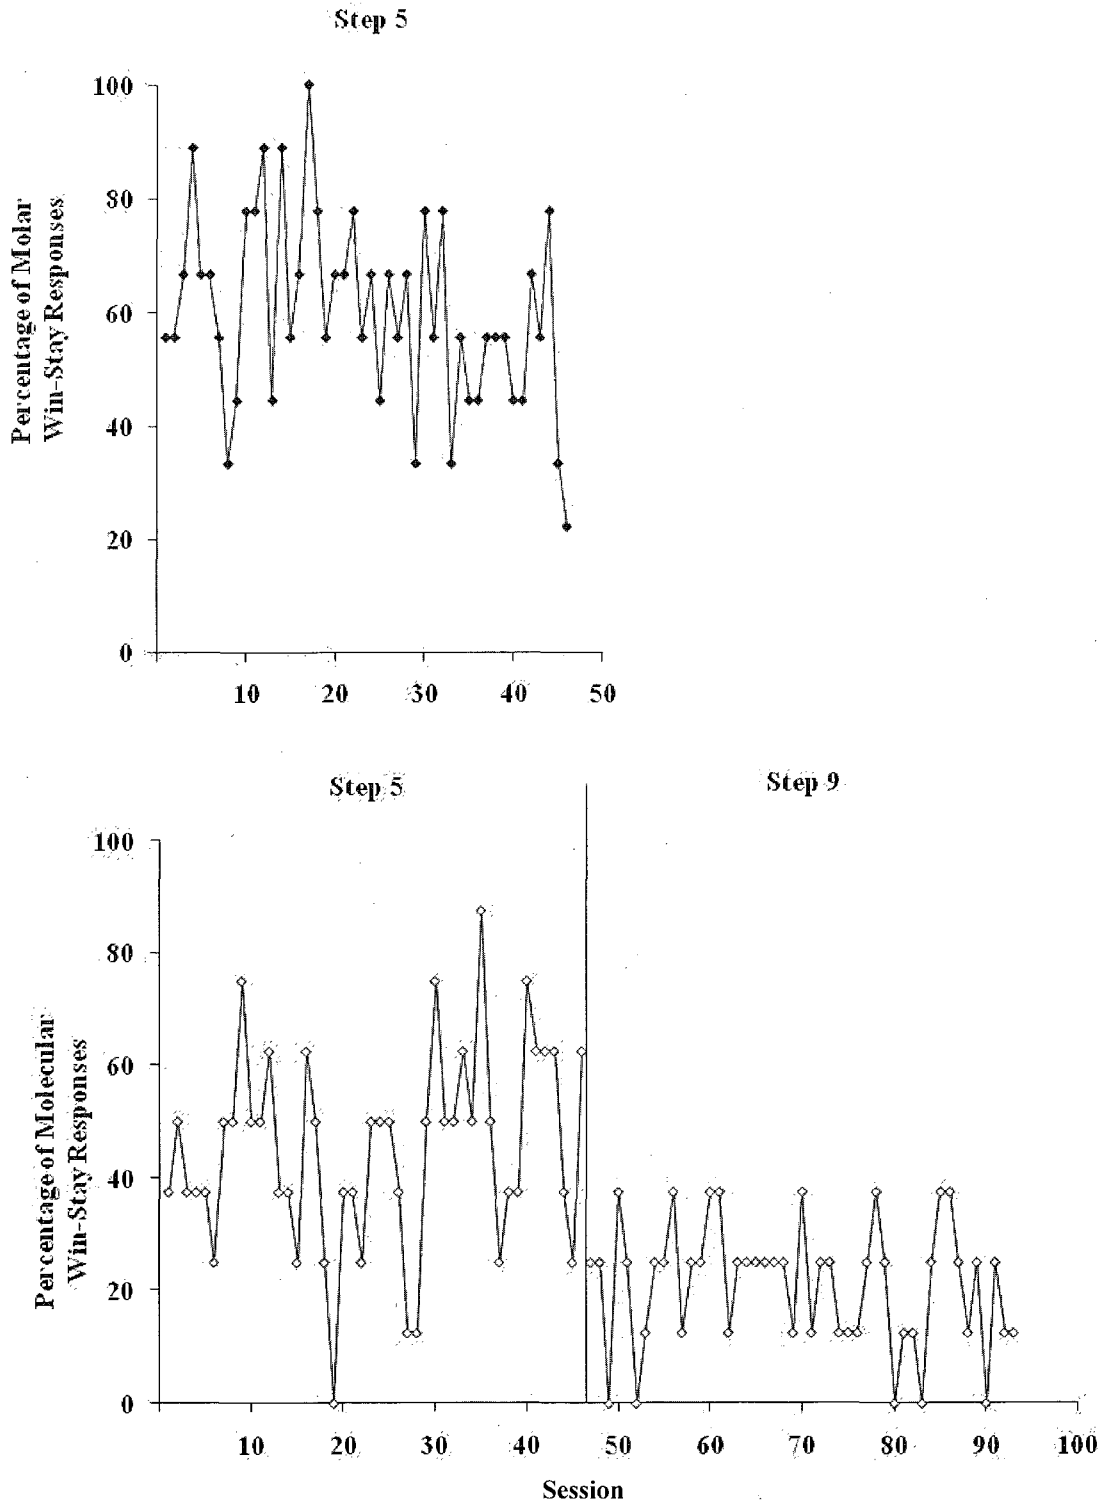 Step 5
100
80
60
40
20
0
Percentage of Molar
Win-Stay Responses
10 20 30 40 50
Step 5 Step 9
100
80
60
40
20
0
Percentage of Molecular
Win-Stay Responses
10 20 30 40 50 60 70 80 90 100
Session